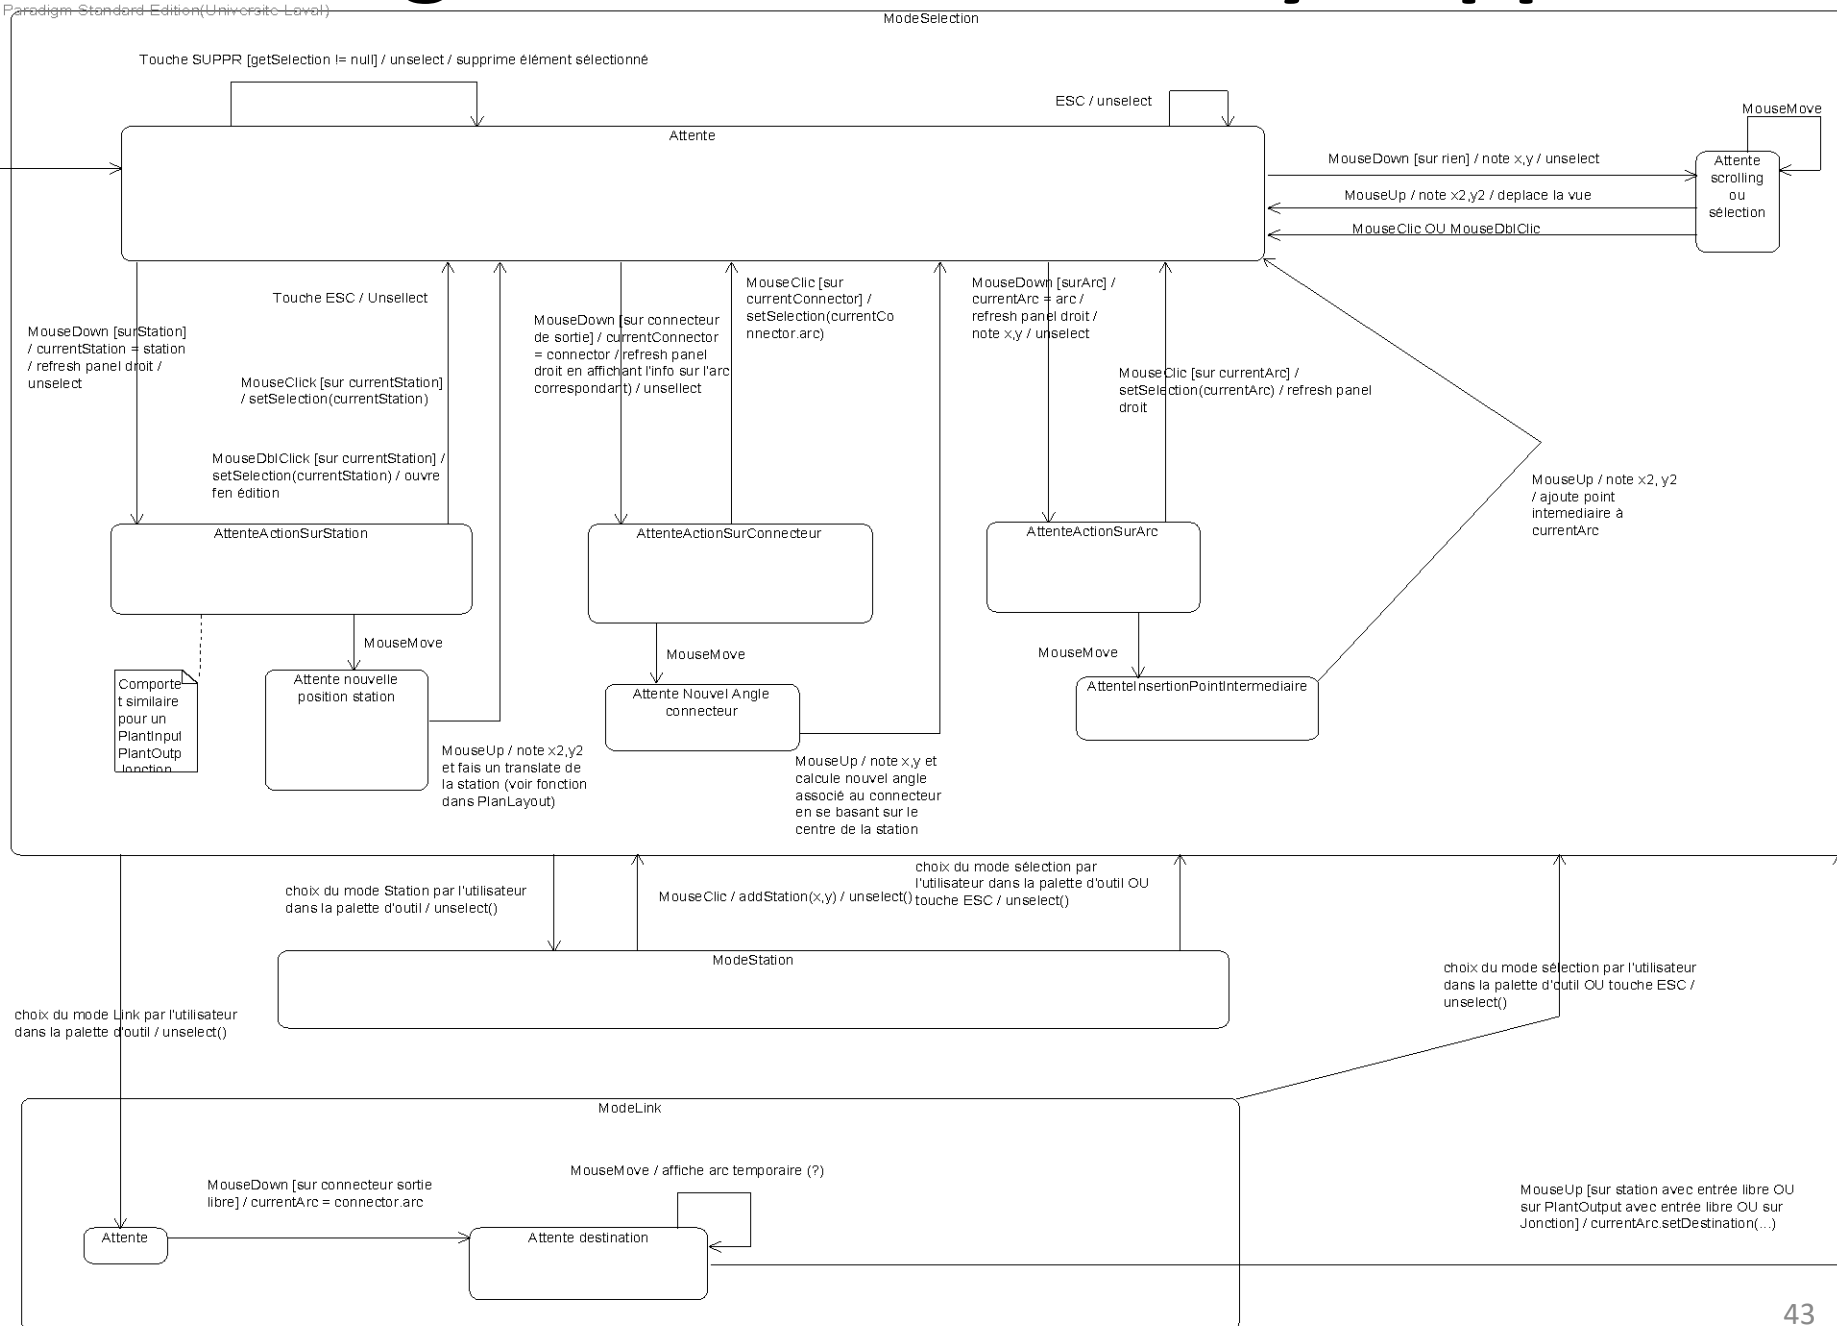 Paradigm Standard Edition(Universite Laval)
ModeSelection
Touche SUPPR [getSelection != null] / unselect / supprime élément sélectionné
ESC / unselect
MouseMove
Attente
MouseDown [sur rien] / note x,y / unselect
Attente
scrolling
ou
sélection
MouseUp / note x2,y2 / deplace la vue
MouseClic OU MouseDblClic
MouseDown [surStation]
/ currentStation = station
/ refresh panel droit /
unselect
Touche ESC / Unsellect
MouseClick [sur currentStation]
/ setSelection(currentStation)
MouseDblClick [sur currentStation] /
setSelection(currentStation) / ouvre
fen édition
MouseDown [sur connecteur
de sortie] / currentConnector
= connector / refresh panel
droit en affichant l'info sur l'arc
correspondant) / unsellect
MouseClic [sur
currentConnector] /
setSelection(currentCo
nnector.arc)
MouseDown [surArc] /
currentArc = arc /
refresh panel droit /
note x,y / unselect
MouseClic [sur currentArc] /
setSelection(currentArc) / refresh panel
droit
MouseUp / note x2, y2
/ ajoute point
intemediaire à
currentArc
AttenteActionSurStation
AttenteActionSurConnecteur
AttenteActionSurArc
MouseMove
MouseMove
MouseMove
Comporte
t similaire
pour un
PlantInput
PlantOutp
Jonction
Attente nouvelle
position station
Attente Nouvel Angle
connecteur
AttenteInsertionPointIntermediaire
MouseUp / note x2,y2
et fais un translate de
la station (voir fonction
dans PlanLayout)
MouseUp / note x,y et
calcule nouvel angle
associé au connecteur
en se basant sur le
centre de la station
choix du mode Station par l'utilisateur
dans la palette d'outil / unselect()
MouseClic / addStation(x,y) / unselect()
choix du mode sélection par
l'utilisateur dans la palette d'outil OU
touche ESC / unselect()
ModeStation
choix du mode sélection par l'utilisateur
dans la palette d'outil OU touche ESC /
unselect()
choix du mode Link par l'utilisateur
dans la palette d'outil / unselect()
ModeLink
MouseMove / affiche arc temporaire (?)
MouseDown [sur connecteur sortie
libre] / currentArc = connector.arc
MouseUp [sur station avec entrée libre OU
sur PlantOutput avec entrée libre OU sur
Jonction] / currentArc.setDestination(...)
Attente
Attente destination
43